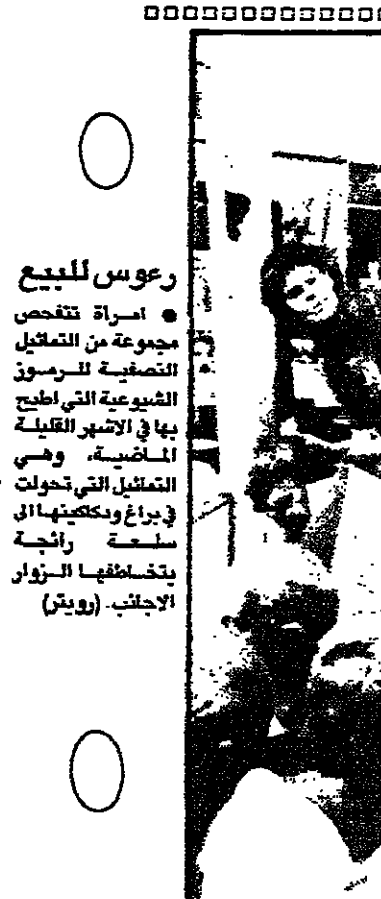 رءوس للبيع
● امراة تتفحص
مجموعة من التماثيل
النصفية للرموز
الشيوعية التي اطيح
بها في الاشهر القليلة
الماضية، وهي
التماثيل التي تحولت
في براغ ودكاكينها الى
سلعة رائجة
يتخاطفها الزوار
الاجانب. (رويتر)